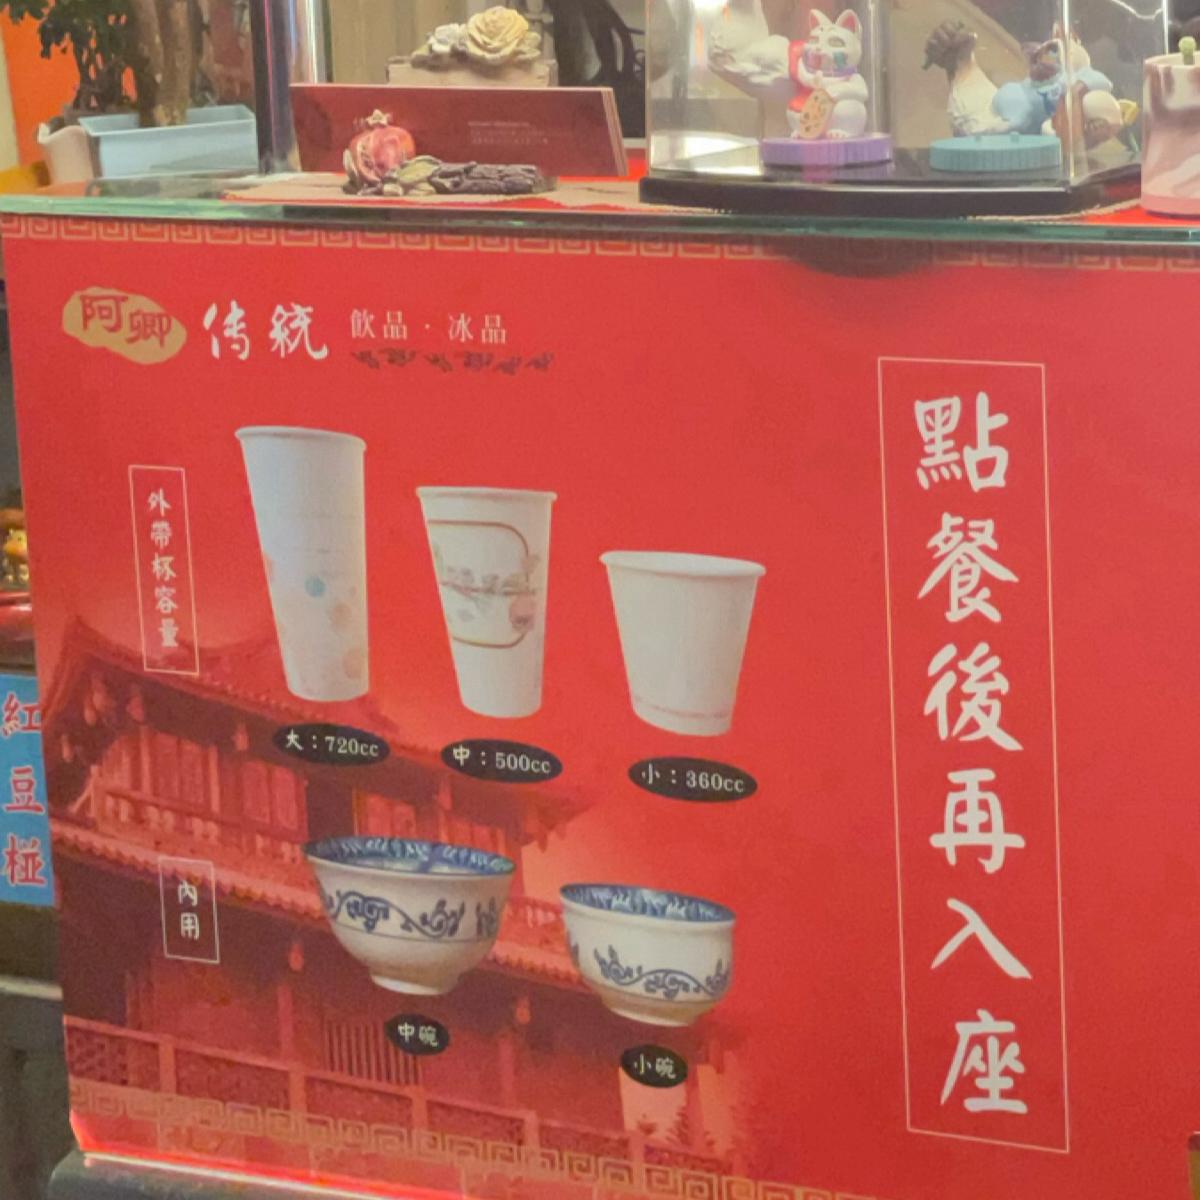 阿卿 传統 飲品·冰品
外帶杯容量
大：720cc
中：500cc
小：360cc
內用
中碗
小碗
點餐後再入座
紅豆椪